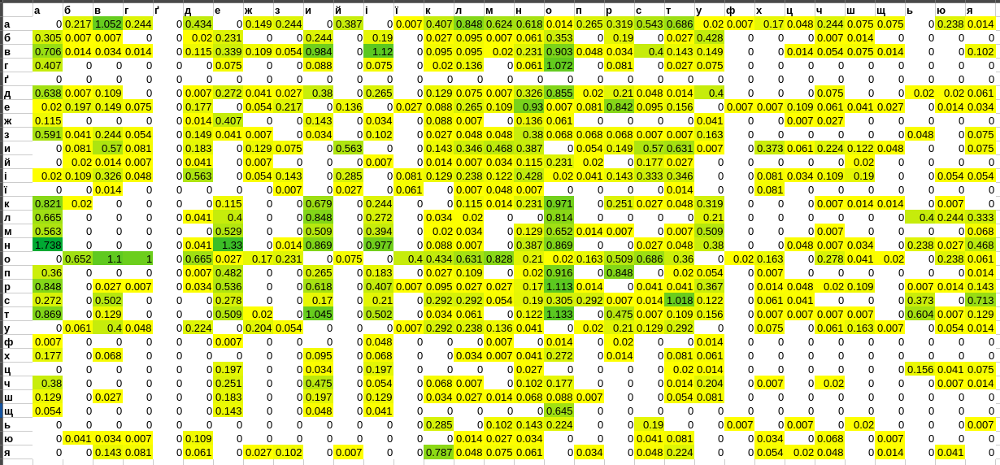 а б в г ґ д е ж з и й і ї к л м н о п р с т у ф х ц ч ш щ ь ю я
а 0 0.217 1.052 0.244 0 0.434 0 0.149 0.244 0 0.387 0 0.007 0.407 0.848 0.624 0.618 0.014 0.265 0.319 0.543 0.686 0.02 0.007 0.17 0.048 0.244 0.075 0.075 0 0.238 0.014
б 0.305 0.007 0.007 0 0 0.02 0.231 0 0 0.244 0 0.19 0 0.027 0.095 0.007 0.061 0.353 0 0.19 0 0.027 0.428 0 0 0 0.007 0.014 0 0 0 0
в 0.706 0.014 0.034 0.014 0 0.115 0.339 0.109 0.054 0.984 0 1.12 0 0.095 0.095 0.02 0.231 0.903 0.048 0.034 0.4 0.143 0.149 0 0 0.014 0.054 0.075 0.014 0 0 0.102
г 0.407 0 0 0 0 0 0.075 0 0 0.088 0 0.075 0 0.02 0.136 0 0.061 1.072 0 0.081 0 0.027 0.075 0 0 0 0 0 0 0 0 0
ґ 0 0 0 0 0 0 0 0 0 0 0 0 0 0 0 0 0 0 0 0 0 0 0 0 0 0 0 0 0 0 0 0
д 0.638 0.007 0.109 0 0 0.007 0.272 0.041 0.027 0.38 0 0.265 0 0.129 0.075 0.007 0.326 0.855 0.02 0.21 0.048 0.014 0.4 0 0 0 0.075 0 0 0.02 0.02 0.061
е 0.02 0.197 0.149 0.075 0 0.177 0 0.054 0.217 0 0.136 0 0.027 0.088 0.265 0.109 0.93 0.007 0.081 0.842 0.095 0.156 0 0.007 0.007 0.109 0.061 0.041 0.027 0 0.014 0.034
ж 0.115 0 0 0 0 0.014 0.407 0 0 0.143 0 0.034 0 0.088 0.007 0 0.136 0.061 0 0 0 0 0.041 0 0 0.007 0.027 0 0 0 0 0
з 0.591 0.041 0.244 0.054 0 0.149 0.041 0.007 0 0.034 0 0.102 0 0.027 0.048 0.048 0.38 0.068 0.068 0.068 0.007 0.007 0.163 0 0 0 0 0 0 0.048 0 0.075
и 0 0.081 0.57 0.081 0 0.183 0 0.129 0.075 0 0.563 0 0 0.143 0.346 0.468 0.387 0 0.054 0.149 0.57 0.631 0.007 0 0.373 0.061 0.224 0.122 0.048 0 0 0.075
й 0 0.02 0.014 0.007 0 0.041 0 0.007 0 0 0 0.007 0 0.014 0.007 0.034 0.115 0.231 0.02 0 0.177 0.027 0 0 0 0 0 0.02 0 0 0 0
і 0.02 0.109 0.326 0.048 0 0.563 0 0.054 0.143 0 0.285 0 0.081 0.129 0.238 0.122 0.428 0.02 0.041 0.143 0.333 0.346 0 0 0.081 0.034 0.109 0.19 0 0 0.054 0.054
ї 0 0 0.014 0 0 0 0 0 0.007 0 0.027 0 0.061 0 0.007 0.048 0.007 0 0 0 0 0.014 0 0 0.081 0 0 0 0 0 0 0
к 0.821 0.02 0 0 0 0 0.115 0 0 0.679 0 0.244 0 0 0.115 0.014 0.231 0.971 0 0.251 0.027 0.048 0.319 0 0 0 0.007 0.014 0.014 0 0.007 0
л 0.665 0 0 0 0 0.041 0.4 0 0 0.848 0 0.272 0 0.034 0.02 0 0 0.814 0 0 0 0 0.21 0 0 0 0 0 0 0.4 0.244 0.333
м 0.563 0 0 0 0 0 0.529 0 0 0.509 0 0.394 0 0.02 0.034 0 0.129 0.652 0.014 0.007 0 0.007 0.509 0 0 0 0.007 0 0 0 0 0.068
н 1.738 0 0 0 0 0.041 1.33 0 0.014 0.869 0 0.977 0 0.088 0.007 0 0.387 0.869 0 0 0.027 0.048 0.38 0 0 0.048 0.007 0.034 0 0.238 0.027 0.468
о 0 0.652 1.1 1 0 0.665 0.027 0.17 0.231 0 0.075 0 0.4 0.434 0.631 0.828 0.21 0.02 0.163 0.509 0.686 0.36 0 0.02 0.163 0 0.278 0.041 0.02 0 0.238 0.061
п 0.36 0 0 0 0 0.007 0.482 0 0 0.265 0 0.183 0 0.027 0.109 0 0.02 0.916 0 0.848 0 0.02 0.054 0 0.007 0 0 0 0 0 0 0.014
р 0.848 0 0.027 0.007 0 0.034 0.536 0 0 0.618 0 0.407 0.007 0.095 0.027 0.027 0.17 1.113 0.014 0 0.041 0.041 0.367 0 0.014 0.048 0.02 0.109 0 0.007 0.014 0.143
с 0.272 0 0.502 0 0 0 0.278 0 0 0.17 0 0.21 0 0.292 0.292 0.054 0.19 0.305 0.292 0.007 0.014 1.018 0.122 0 0.061 0.041 0 0 0 0.373 0 0.713
т 0.869 0 0.129 0 0 0 0.509 0.02 0 1.045 0 0.502 0 0.034 0.061 0 0.122 1.133 0 0.475 0.007 0.109 0.156 0 0.007 0.007 0.007 0.007 0 0.604 0.007 0.129
у 0 0.061 0.4 0.048 0 0.224 0 0.204 0.054 0 0 0 0.007 0.292 0.238 0.136 0.041 0 0.02 0.21 0.129 0.292 0 0 0.075 0 0.061 0.163 0.007 0 0.054 0.014
ф 0.007 0 0 0 0 0 0.007 0 0 0 0 0.048 0 0 0 0.007 0 0.014 0 0.02 0 0 0.014 0 0 0 0 0 0 0 0 0
х 0.177 0 0.068 0 0 0 0 0 0 0.095 0 0.068 0 0 0.034 0.007 0.041 0.272 0 0.014 0 0.081 0.061 0 0 0 0 0 0 0 0 0
ц 0 0 0 0 0 0 0.197 0 0 0.034 0 0.197 0 0 0 0 0.027 0 0 0 0 0.02 0.014 0 0 0 0 0 0 0.156 0.041 0.075
ч 0.38 0 0 0 0 0 0.251 0 0 0.475 0 0.054 0 0.068 0.007 0 0.102 0.177 0 0 0 0.014 0.204 0 0.007 0 0.02 0 0 0 0.007 0.014
ш 0.129 0 0.027 0 0 0 0.183 0 0 0.197 0 0.129 0 0.034 0.027 0.014 0.068 0.088 0.007 0 0 0.054 0.081 0 0 0 0 0 0 0 0 0
щ 0.054 0 0 0 0 0 0.143 0 0 0.048 0 0.041 0 0 0 0 0 0.645 0 0 0 0 0 0 0 0 0 0 0 0 0 0
ь 0 0 0 0 0 0 0 0 0 0 0 0 0 0.285 0 0.102 0.143 0.224 0 0 0.19 0 0 0.007 0 0.007 0 0.02 0 0 0 0.007
ю 0 0.041 0.034 0.007 0 0.109 0 0 0 0 0 0 0 0 0.014 0.027 0.034 0 0 0 0.041 0.081 0 0 0.034 0 0.068 0 0.007 0 0 0
я 0 0 0.143 0.081 0 0.061 0 0.027 0.102 0 0.007 0 0 0.787 0.048 0.075 0.061 0 0.034 0 0.048 0.224 0 0 0.054 0.02 0.048 0 0.014 0 0.041 0